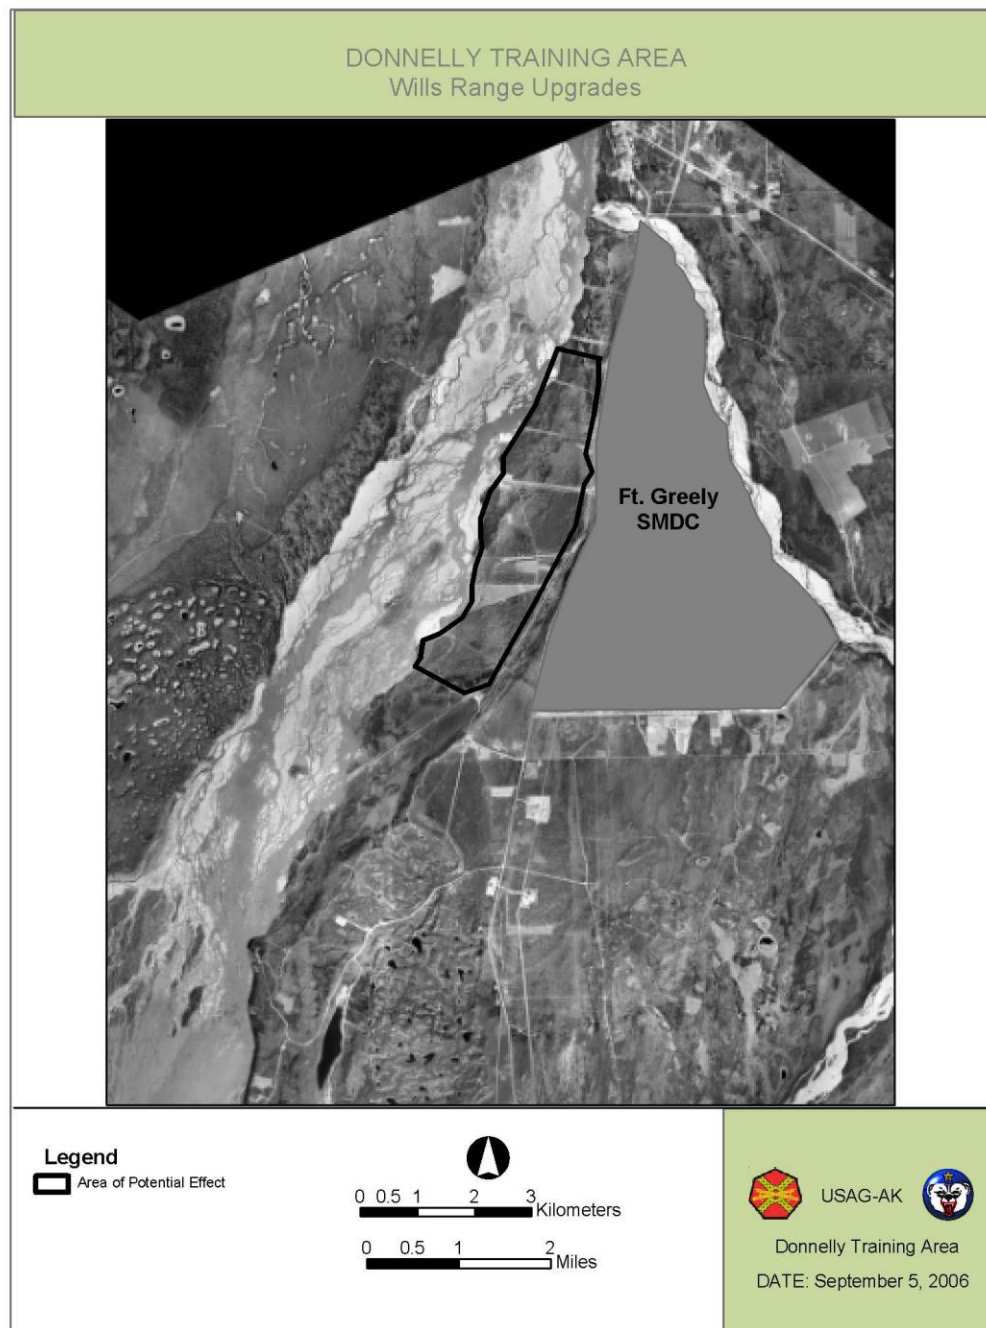 DONNELLY TRAINING AREA
Wills Range Upgrades
Ft. Greely
SMDC
Legend
Area of Potential Effect
0 0.5 1 2 3
Kilometers
0 0.5 1 2
Miles
USAG-AK
Donnelly Training Area
DATE: September 5, 2006